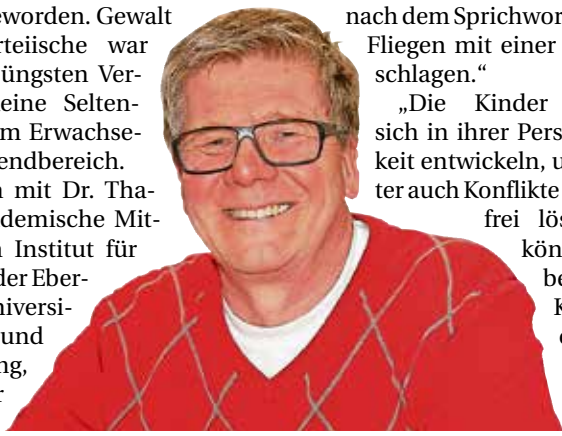 eworden. Gewalt
rteiische war
üngsten Ver-
eine Selten-
m Erwachse-
endbereich.
n mit Dr. Tha-
demische Mit-
n Institut für
der Eber-
niversi-
und
ng,
r
nach dem Sprichwor
Fliegen mit einer
schlagen.“
„Die Kinder
sich in ihrer Pers
keit entwickeln, u
ter auch Konflikte
frei lös
kön
be
K